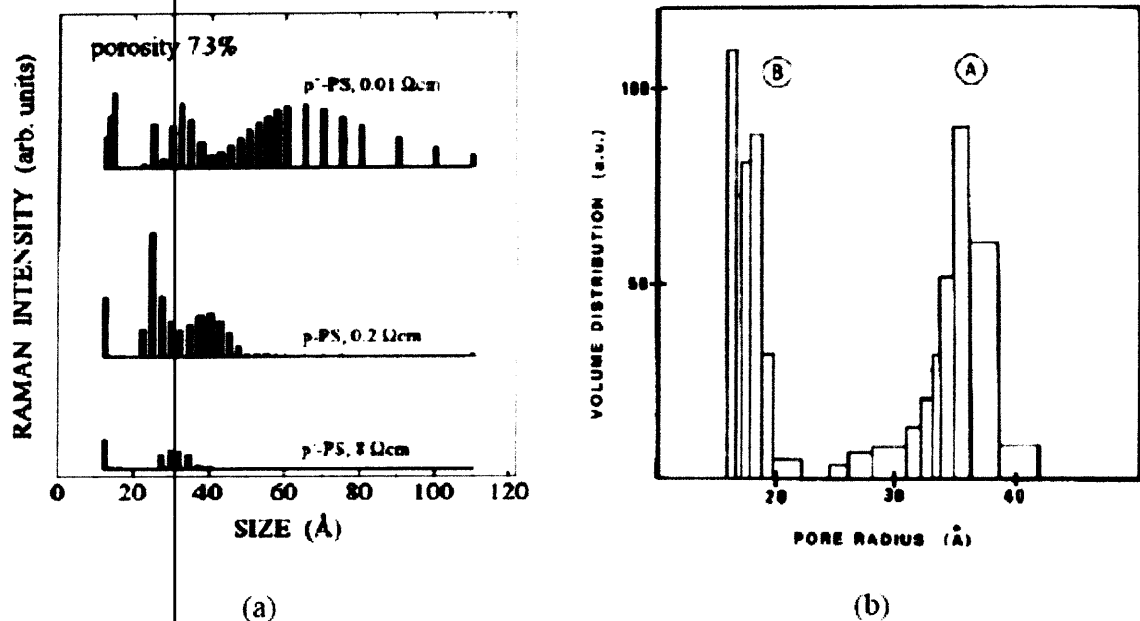 RAMAN INTENSITY (arb. units)
porosity 73%
p⁺-PS, 0.01 Ωcm
p-PS, 0.2 Ωcm
p⁻-PS, 8 Ωcm
0 20 40 60 80 100 120
SIZE (Å)
(a)
VOLUME DISTRIBUTION (a.u.)
100
50
B
A
20 30 40
PORE RADIUS (Å)
(b)